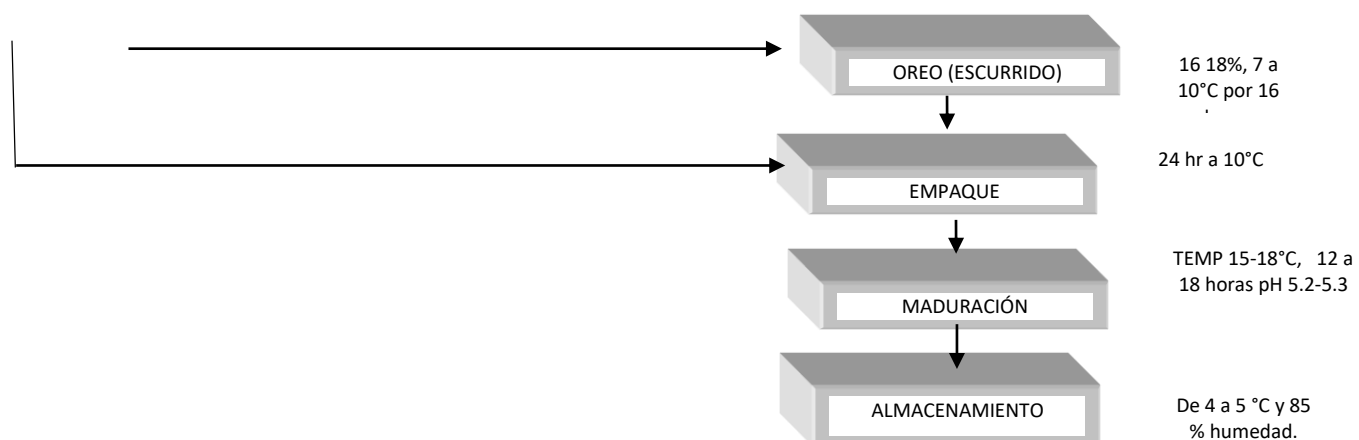 OREO (ESCURRIDO)
16 18%, 7 a
10°C por 16
EMPAQUE
24 hr a 10°C
MADURACIÓN
TEMP 15-18°C, 12 a
18 horas pH 5.2-5.3
ALMACENAMIENTO
De 4 a 5 °C y 85
% humedad.